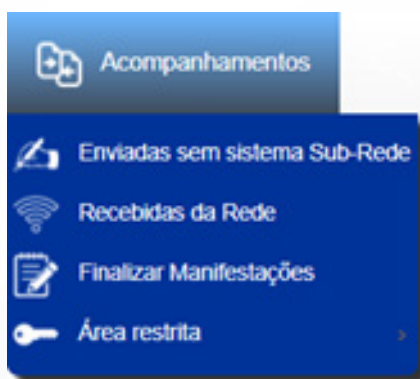 Acompanhamentos
Enviadas sem sistema Sub-Rede
Recebidas da Rede
Finalizar Manifestações
Área restrita